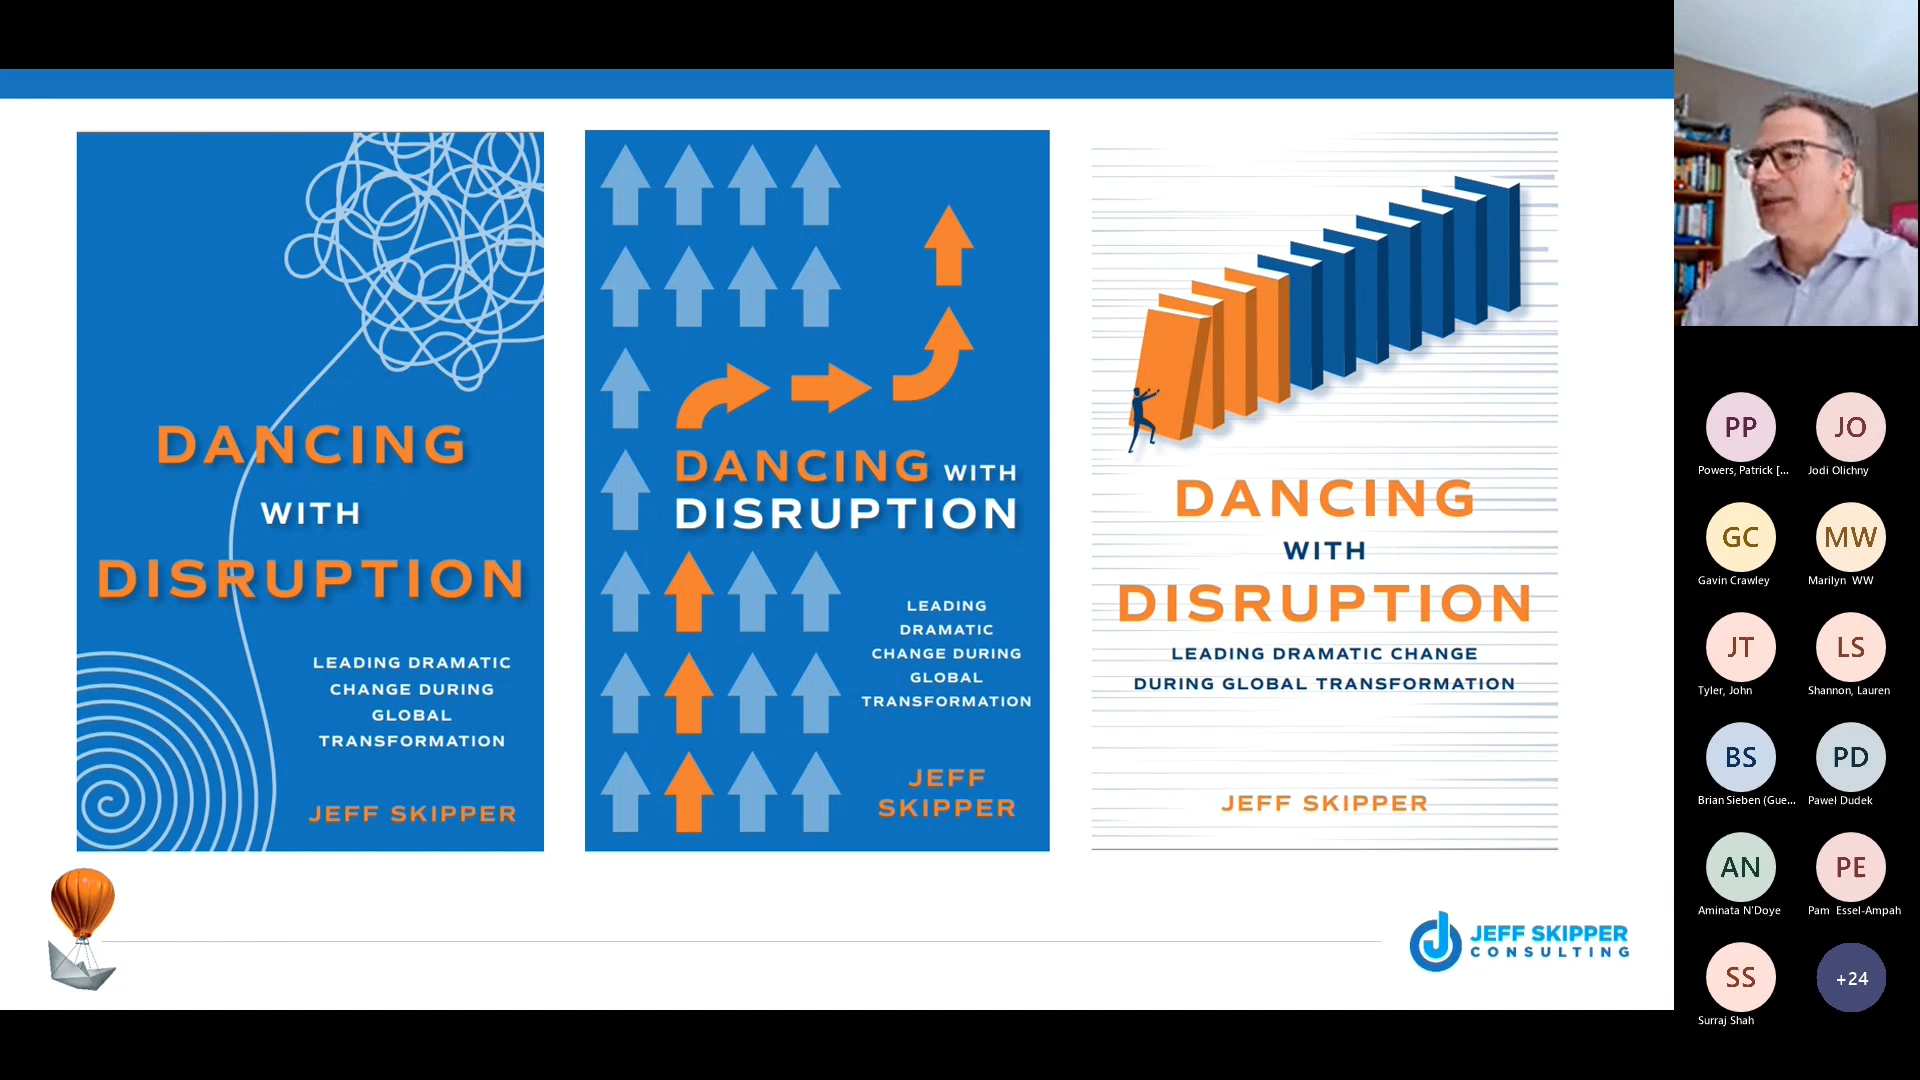 DANCING
WITH
DISRUPTION
LEADING DRAMATIC
CHANGE DURING
GLOBAL
TRANSFORMATION
JEFF SKIPPER
DANCING WITH
DISRUPTION
LEADING
DRAMATIC
CHANGE DURING
GLOBAL
TRANSFORMATION
JEFF
SKIPPER
DANCING
WITH
DISRUPTION
LEADING DRAMATIC CHANGE
DURING GLOBAL TRANSFORMATION
JEFF SKIPPER
JEFF SKIPPER
CONSULTING
PP
JO
Powers, Patrick [...
Jodi Olichny
GC
MW
Gavin Crawley
Marilyn WW
JT
LS
Tyler, John
Shannon, Lauren
BS
PD
Brian Sieben (Gue...
Paweł Dudek
AN
PE
Aminata N'Doye
Pam Essel-Ampah
SS
+24
Surraj Shah